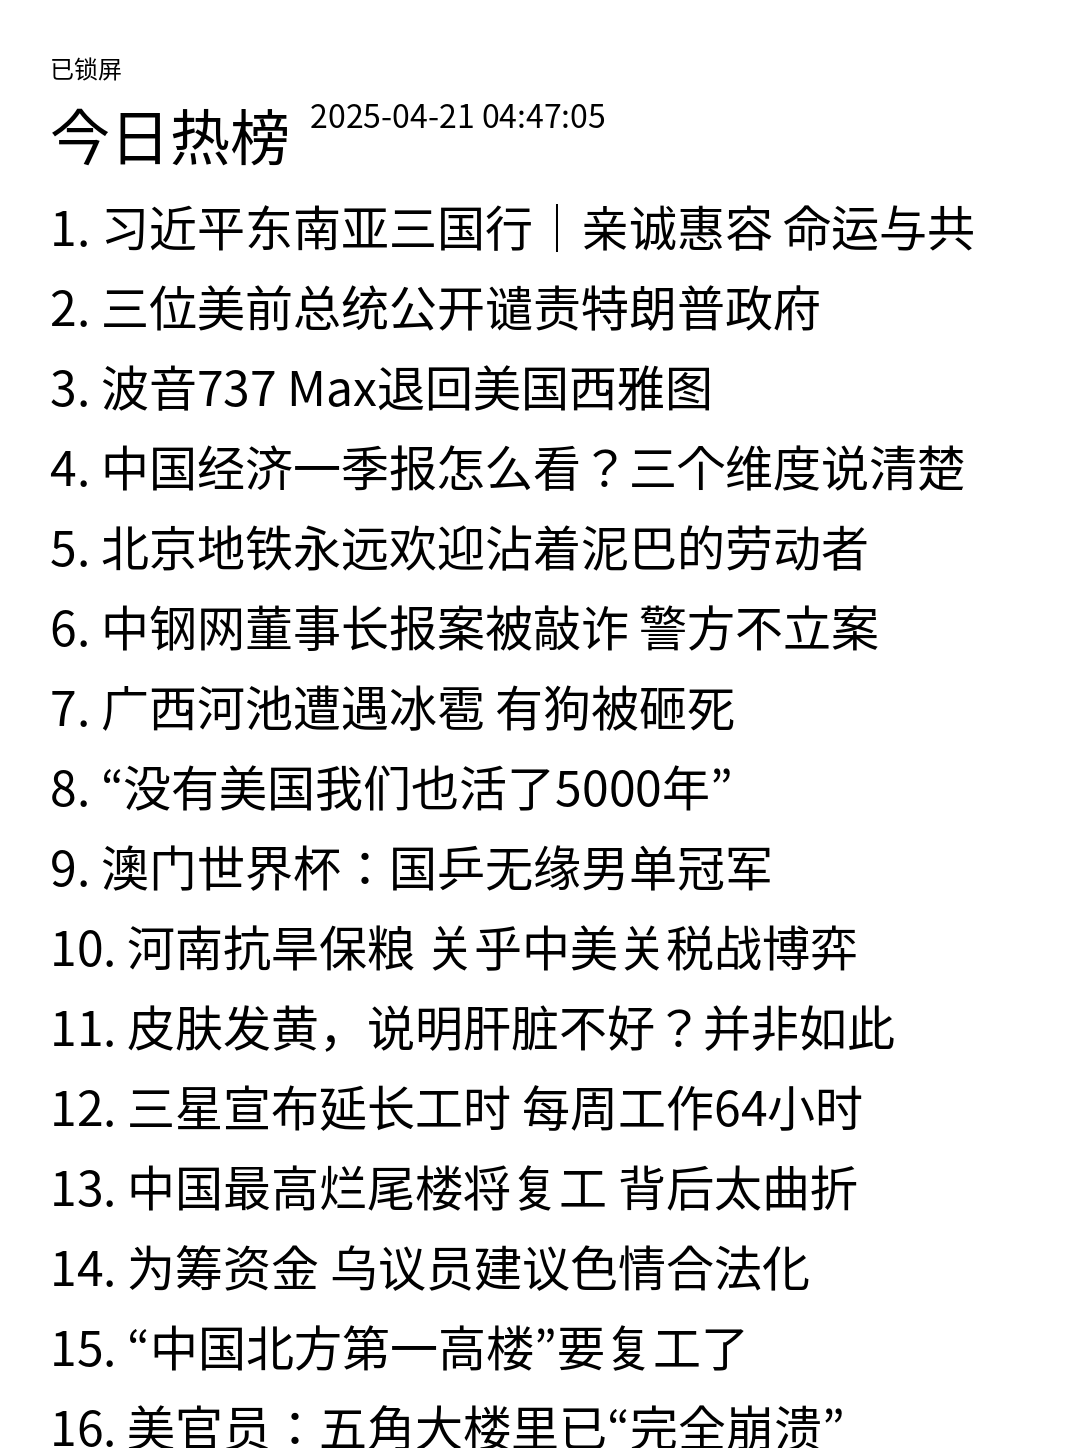 已锁屏
今日热榜 2025-04-21 04:47:05
1. 习近平东南亚三国行｜亲诚惠容 命运与共
2. 三位美前总统公开谴责特朗普政府
3. 波音737 Max退回美国西雅图
4. 中国经济一季报怎么看？三个维度说清楚
5. 北京地铁永远欢迎沾着泥巴的劳动者
6. 中钢网董事长报案被敲诈 警方不立案
7. 广西河池遭遇冰雹 有狗被砸死
8. “没有美国我们也活了5000年”
9. 澳门世界杯：国乒无缘男单冠军
10. 河南抗旱保粮 关乎中美关税战博弈
11. 皮肤发黄，说明肝脏不好？并非如此
12. 三星宣布延长工时 每周工作64小时
13. 中国最高烂尾楼将复工 背后太曲折
14. 为筹资金 乌议员建议色情合法化
15. “中国北方第一高楼”要复工了
16. 美官员：五角大楼里已“完全崩溃”